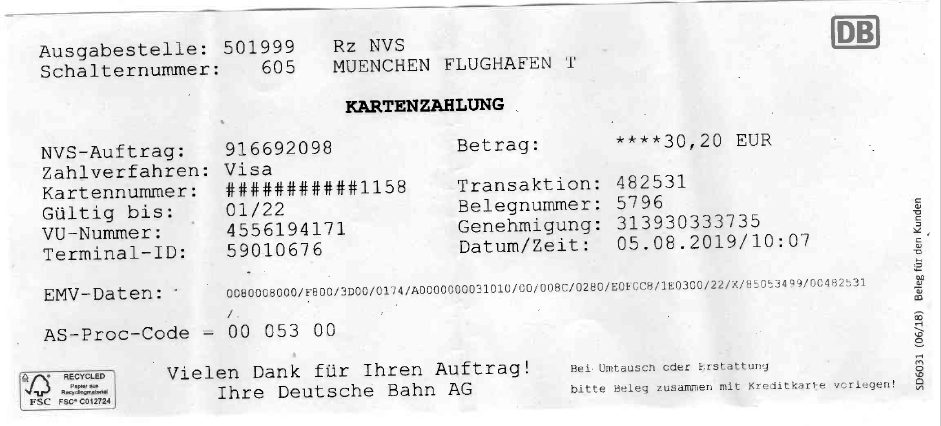 DB
Ausgabestelle: 501999 Rz NVS
Schalternummer: 605 MUENCHEN FLUGHAFEN T
KARTENZAHLUNG
NVS-Auftrag: 916692098 Betrag: ****30,20 EUR
Zahlverfahren: Visa
Kartennummer: ############1158 Transaktion: 482531
Gültig bis: 01/22 Belegnummer: 5796
VU-Nummer: 4556194171 Genehmigung: 313930333735
Terminal-ID: 59010676 Datum/Zeit: 05.08.2019/10:07
EMV-Daten: 0080008000/F800/3D00/0174/A0000000031010/00/008C/0280/E0F0C8/1E0300/22/X/85053499/00482531
/
AS-Proc-Code = 00 053 00
Vielen Dank für Ihren Auftrag!
Ihre Deutsche Bahn AG
Bei Umtausch oder Erstattung
bitte Beleg zusammen mit Kreditkarte vorlegen!
RECYCLED
Papier aus
Recyclingmaterial
FSC FSC® C012724
SD6031 (06/18) Beleg für den Kunden